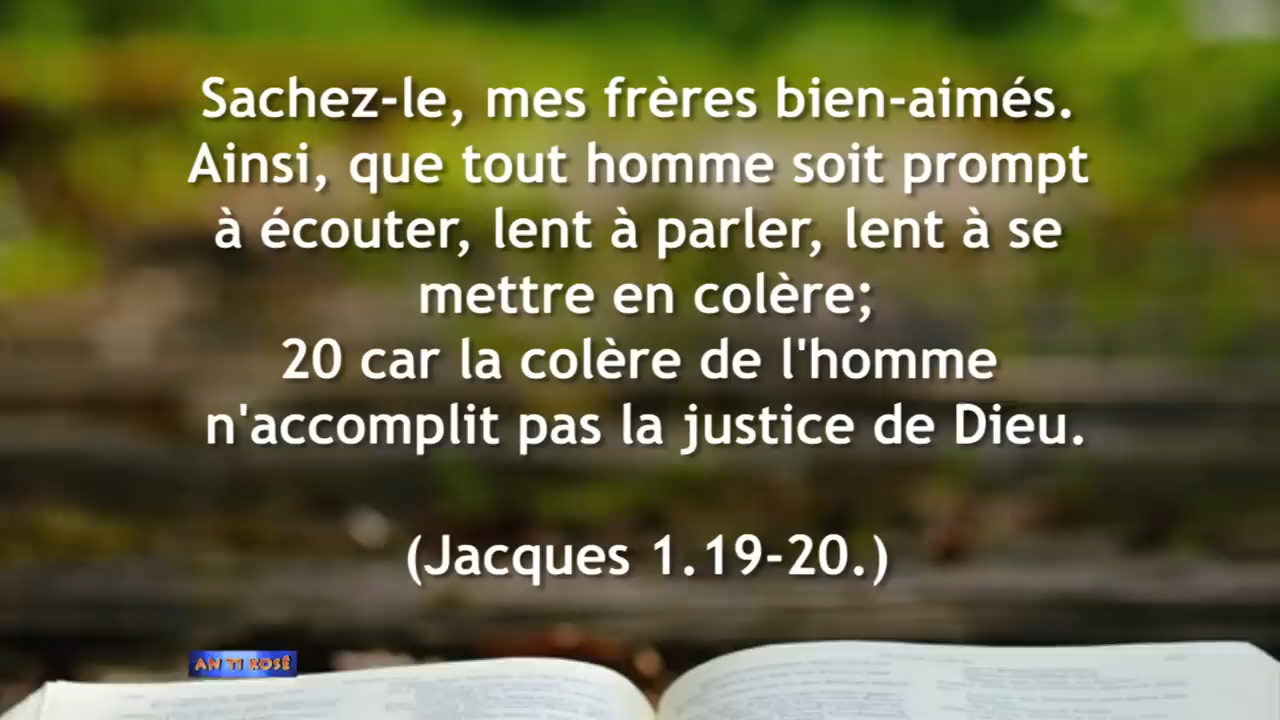 Sachez-le, mes frères bien-aimés.
Ainsi, que tout homme soit prompt
à écouter, lent à parler, lent à se
mettre en colère;
20 car la colère de l'homme
n'accomplit pas la justice de Dieu.
(Jacques 1.19-20.)
AN TI ROSÉ